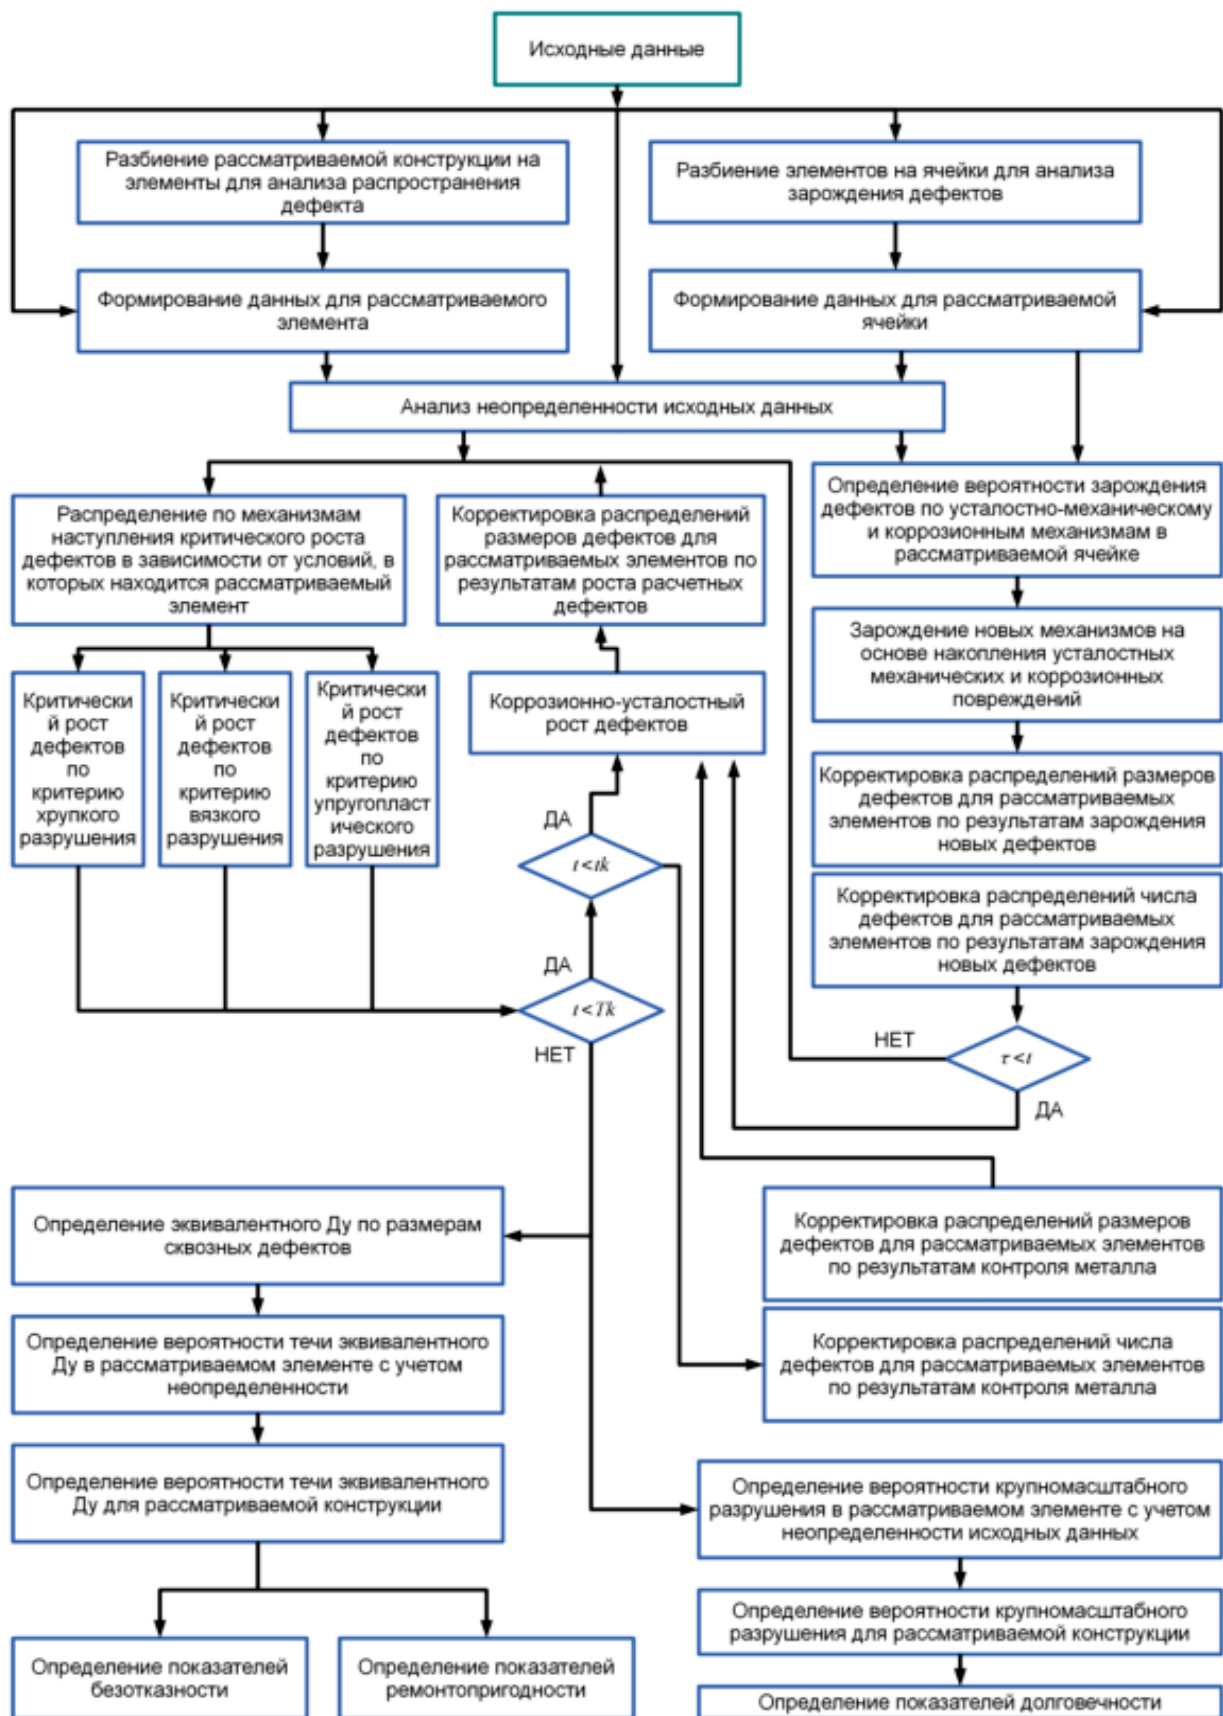 Исходные данные
Разбиение рассматриваемой конструкции на
элементы для анализа распространения
дефекта
Разбиение элементов на ячейки для анализа
зарождения дефектов
Формирование данных для рассматриваемого
элемента
Формирование данных для рассматриваемой
ячейки
Анализ неопределенности исходных данных
Распределение по механизмам
наступления критического роста
дефектов в зависимости от условий, в
которых находится рассматриваемый
элемент
Корректировка распределений
размеров дефектов для
рассматриваемых элементов по
результатам роста расчетных
дефектов
Определение вероятности зарождения
дефектов по усталостно-механическому
и коррозионным механизмам в
рассматриваемой ячейке
Зарождение новых механизмов на
основе накопления усталостных
механических и коррозионных
повреждений
Критически
й рост
дефектов
по
критерию
хрупкого
разрушения
Критически
й рост
дефектов
по
критерию
вязкого
разрушения
Критически
й рост
дефектов
по
критерию
упругопласт
ического
разрушения
Коррозионно-усталостный
рост дефектов
Корректировка распределений размеров
дефектов для рассматриваемых
элементов по результатам зарождения
новых дефектов
ДА
t<tk
Корректировка распределений числа
дефектов для рассматриваемых
элементов по результатам зарождения
новых дефектов
ДА
t<Tk
НЕТ
НЕТ
τ<t
ДА
Определение эквивалентного Ду по размерам
сквозных дефектов
Корректировка распределений размеров
дефектов для рассматриваемых элементов
по результатам контроля металла
Определение вероятности течи эквивалентного
Ду в рассматриваемом элементе с учетом
неопределенности
Корректировка распределений числа
дефектов для рассматриваемых элементов
по результатам контроля металла
Определение вероятности течи эквивалентного
Ду для рассматриваемой конструкции
Определение вероятности крупномасштабного
разрушения в рассматриваемом элементе с учетом
неопределенности исходных данных
Определение вероятности крупномасштабного
разрушения для рассматриваемой конструкции
Определение показателей
безотказности
Определение показателей
ремонтопригодности
Определение показателей долговечности